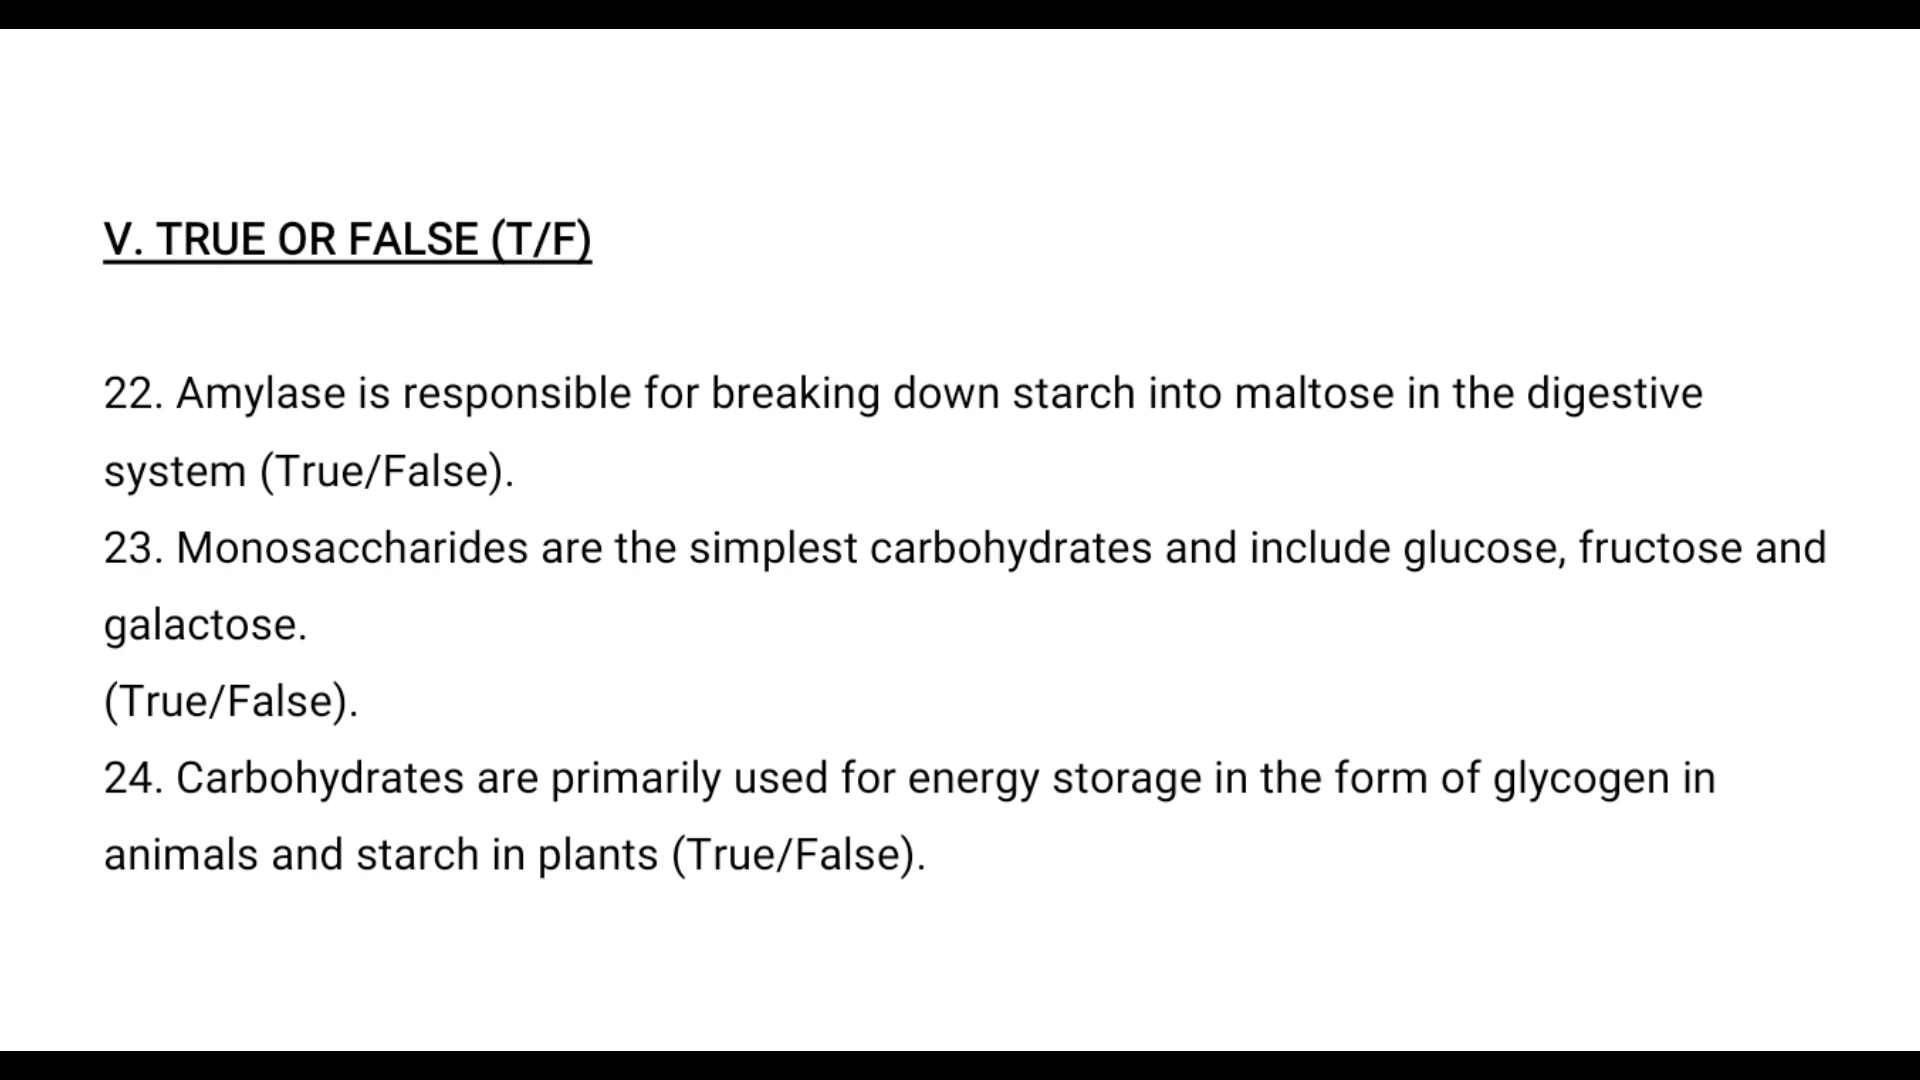 V. TRUE OR FALSE (T/F)
22. Amylase is responsible for breaking down starch into maltose in the digestive
system (True/False).
23. Monosaccharides are the simplest carbohydrates and include glucose, fructose and
galactose.
(True/False).
24. Carbohydrates are primarily used for energy storage in the form of glycogen in
animals and starch in plants (True/False).